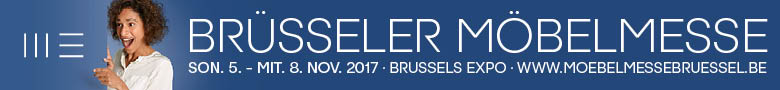 BRÜSSELER MÖBELMESSE
SON. 5. - MIT. 8. NOV. 2017 · BRUSSELS EXPO · WWW.MOEBELMESSEBRUESSEL.BE